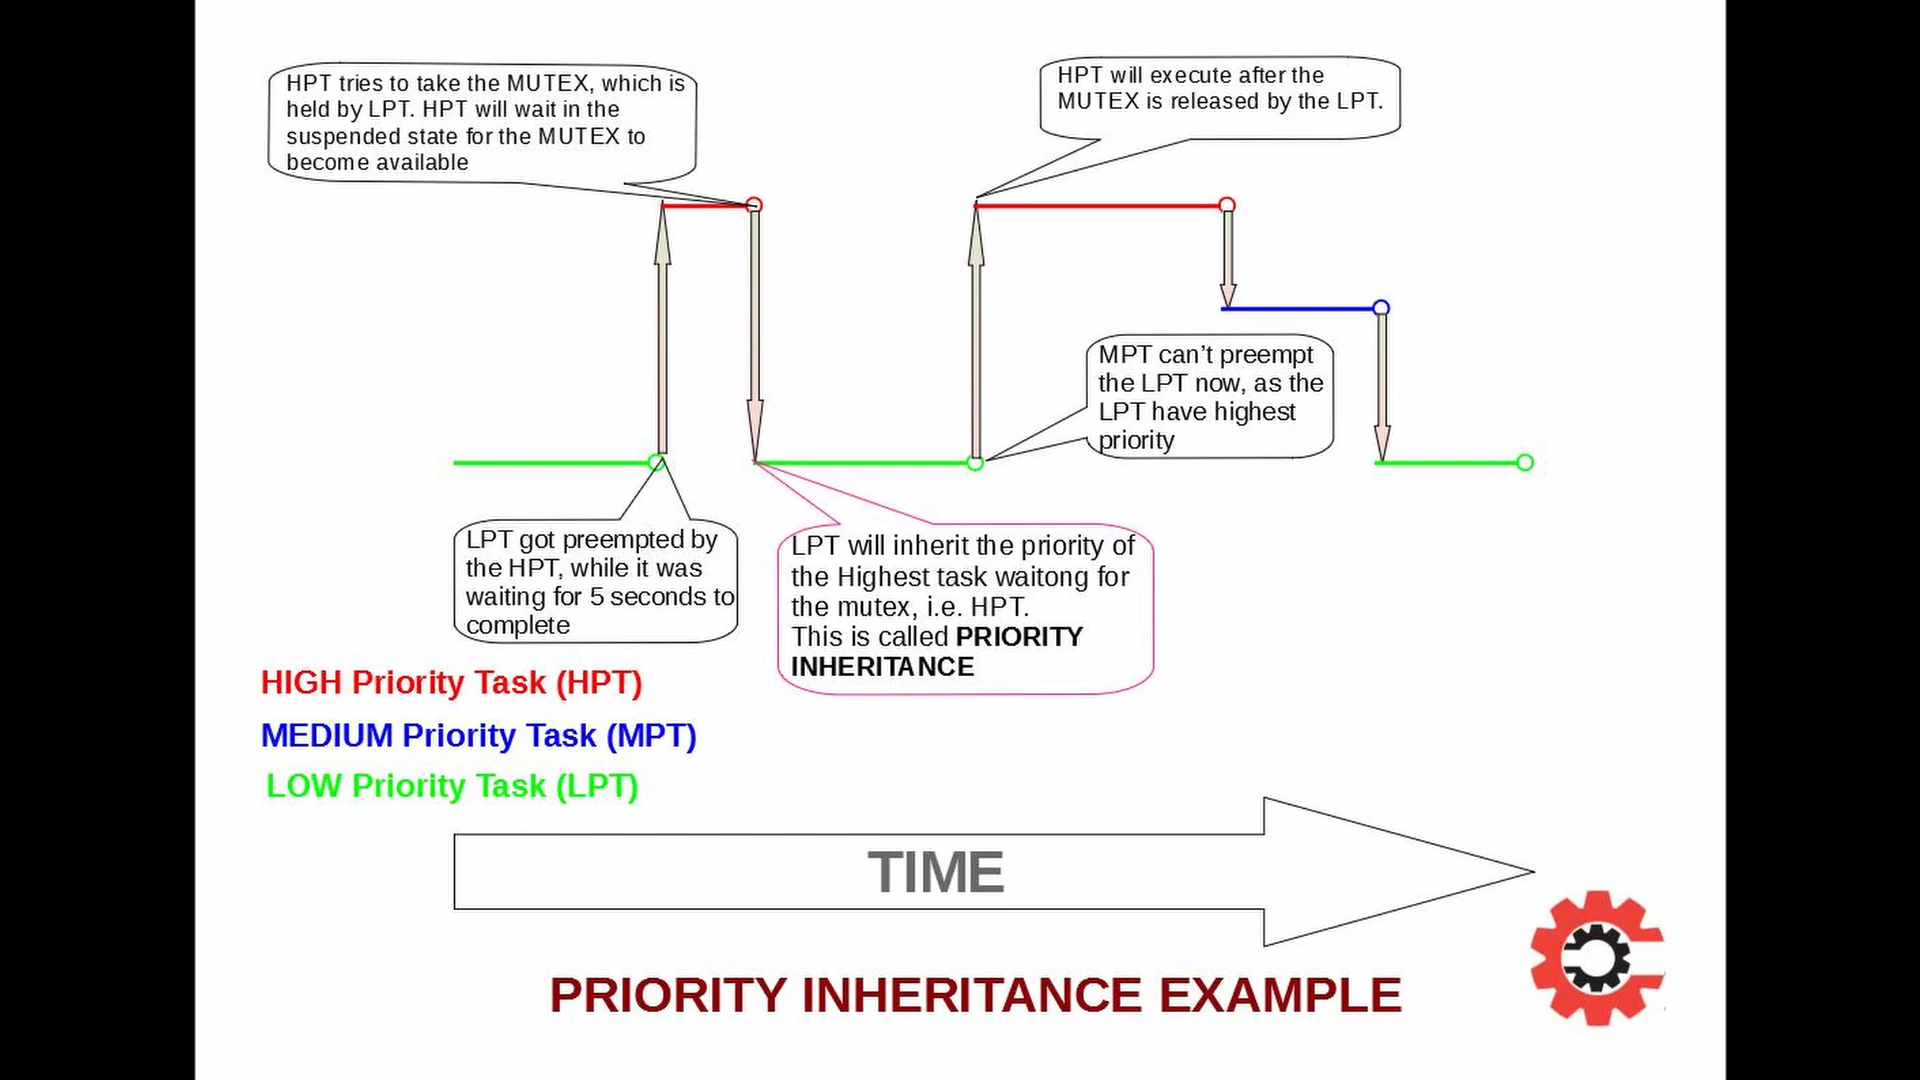 HPT tries to take the MUTEX, which is
held by LPT. HPT will wait in the
suspended state for the MUTEX to
become available
HPT will execute after the
MUTEX is released by the LPT.
MPT can't preempt
the LPT now, as the
LPT have highest
priority
LPT got preempted by
the HPT, while it was
waiting for 5 seconds to
complete
LPT will inherit the priority of
the Highest task waitong for
the mutex, i.e. HPT.
This is called PRIORITY
INHERITANCE
HIGH Priority Task (HPT)
MEDIUM Priority Task (MPT)
LOW Priority Task (LPT)
TIME
PRIORITY INHERITANCE EXAMPLE